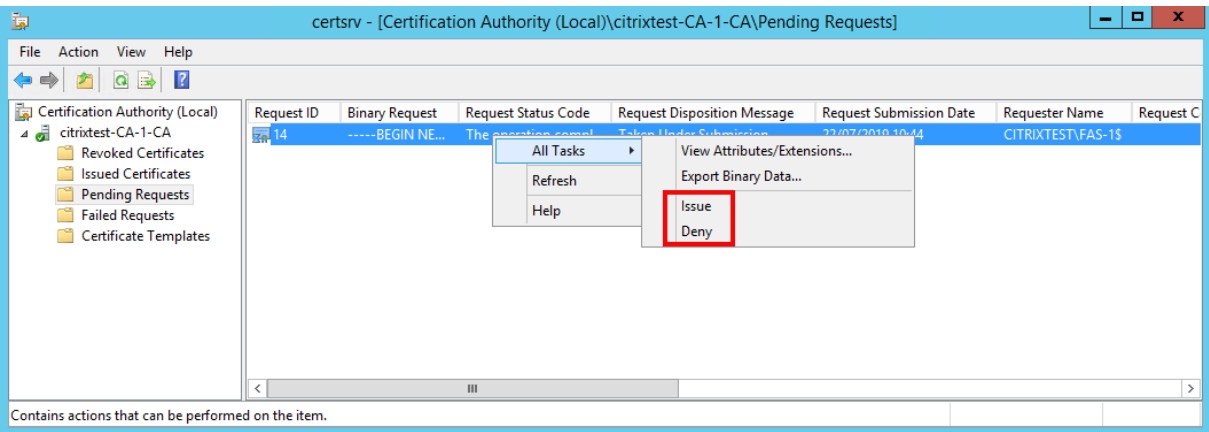 certsrv - [Certification Authority (Local)\citrixtest-CA-1-CA\Pending Requests]
File Action View Help
Certification Authority (Local)
citrixtest-CA-1-CA
Revoked Certificates
Issued Certificates
Pending Requests
Failed Requests
Certificate Templates
Request ID Binary Request Request Status Code Request Disposition Message Request Submission Date Requester Name Request C
14 -----BEGIN NE... The operation compl... Taken Under Submission 22/07/2019 10:44 CITRIXTEST\FAS-1$
All Tasks
Refresh
Help
View Attributes/Extensions...
Export Binary Data...
Issue
Deny
Contains actions that can be performed on the item.